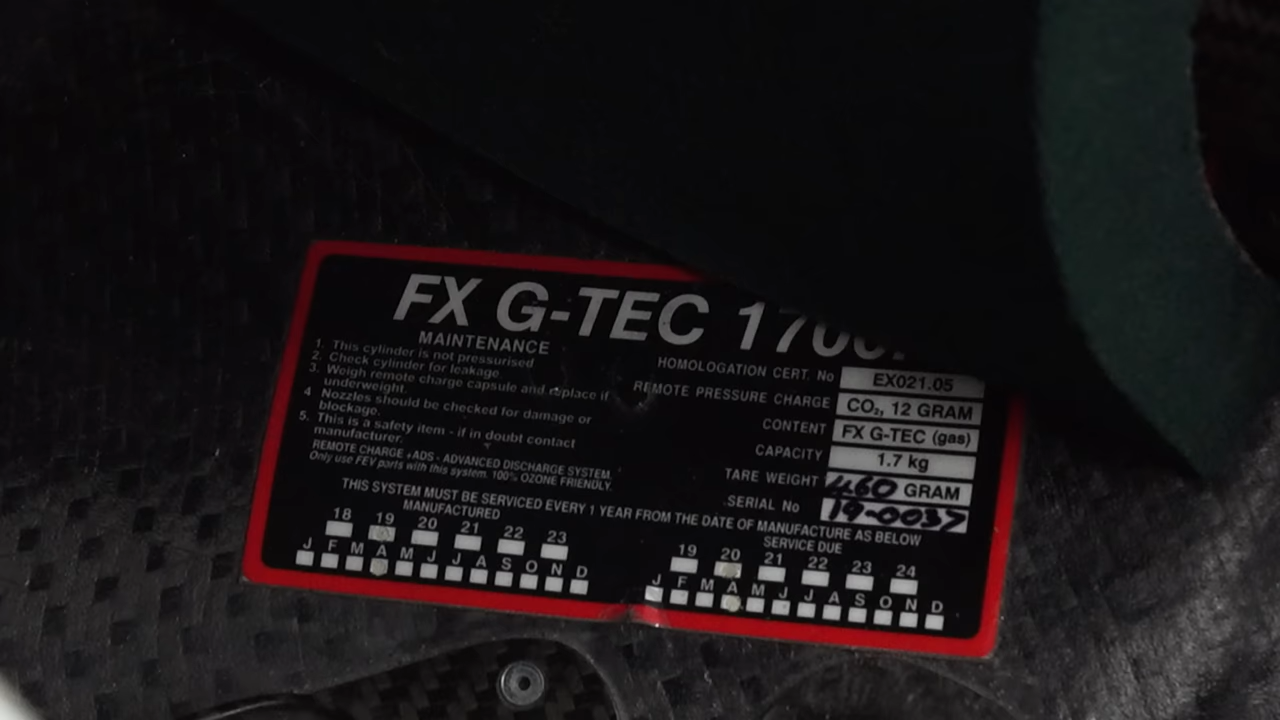 FX G-TEC 1700
MAINTENANCE
1. This cylinder is not pressurised
2. Check cylinder for leakage
3. Weigh remote charge capsule and replace if
underweight.
4 Nozzles should be checked for damage or
blockage.
5. This is a safety item - if in doubt contact
manufacturer.
REMOTE CHARGE +ADS - ADVANCED DISCHARGE SYSTEM.
Only use FEV parts with this system. 100% OZONE FRIENDLY.
HOMOLOGATION CERT. No EX021.05
REMOTE PRESSURE CHARGE CO₂, 12 GRAM
CONTENT FX G-TEC (gas)
CAPACITY 1.7 kg
TARE WEIGHT 460 GRAM
SERIAL No 19-0037
THIS SYSTEM MUST BE SERVICED EVERY 1 YEAR FROM THE DATE OF MANUFACTURE AS BELOW
MANUFACTURED
18 19 20 21 22 23
J F M A M J J A S O N D
SERVICE DUE
19 20 21 22 23 24
J F M A M J J A S O N D